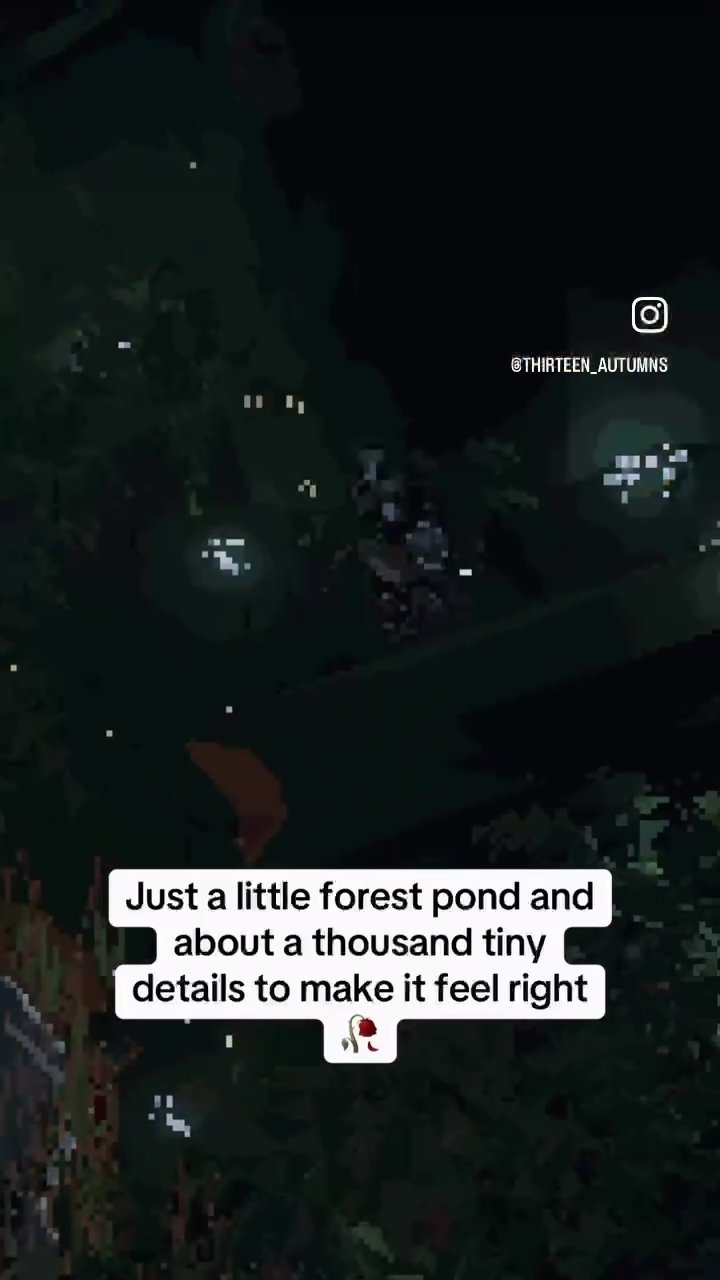 @THIRTEEN_AUTUMNS
Just a little forest pond and
about a thousand tiny
details to make it feel right
🥀